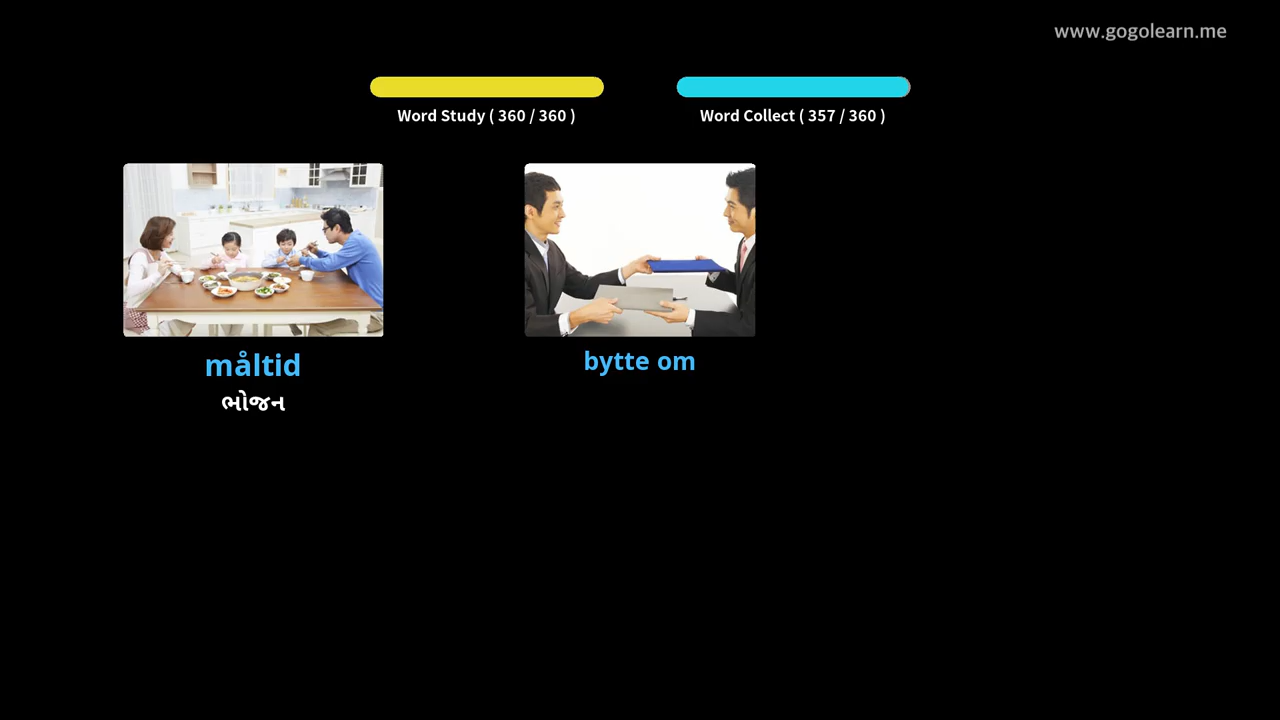 www.gogolearn.me
Word Study ( 360 / 360 )
Word Collect ( 357 / 360 )
måltid
ભોજન
bytte om